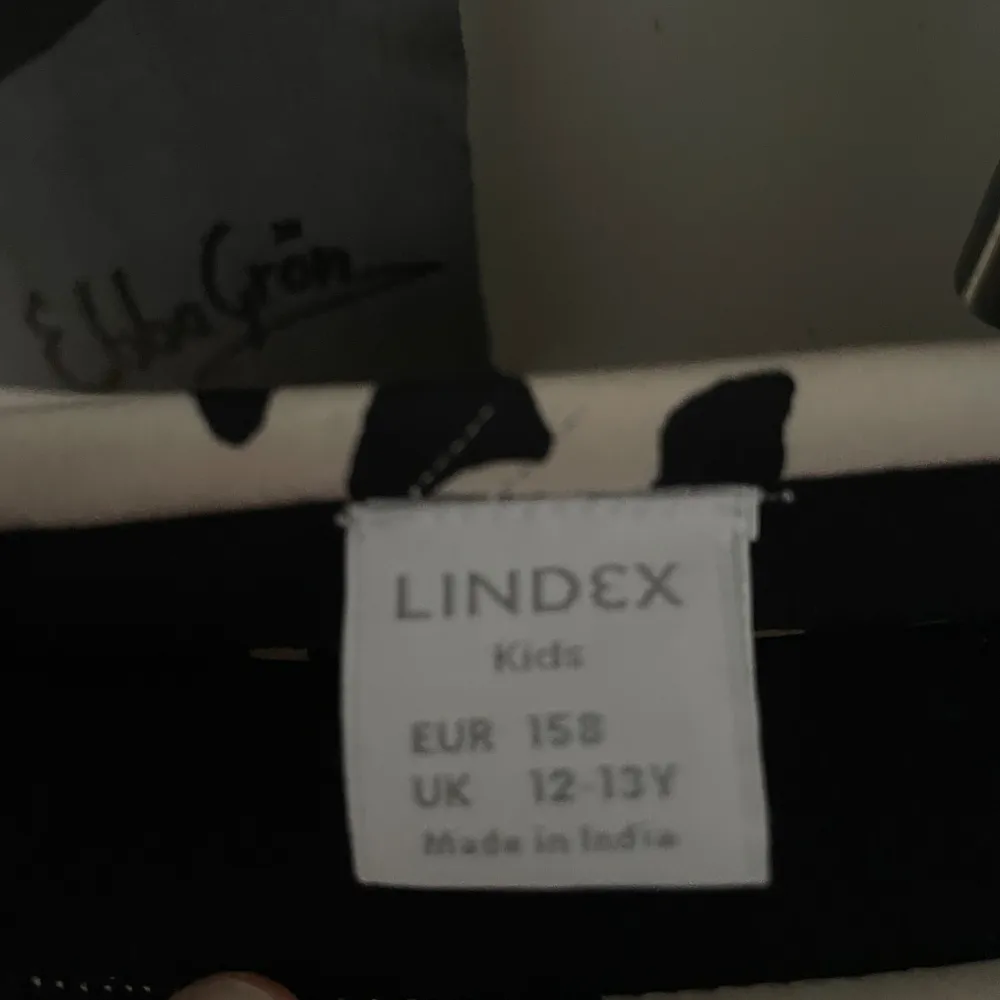 Ebba Grön
LINDEX
Kids
EUR 158
UK 12-13Y
Made in India